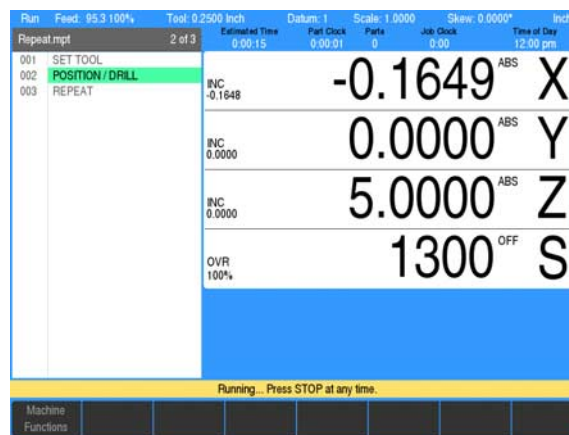 Run Feed: 95.3 100% Tool: 0.2500 Inch Datum: 1 Scale: 1.0000 Skew: 0.0000° Inc
Repeat.mpt 2 of 3
Estimated Time Part Clock Parts Job Clock Time of Day
0:00:15 0:00:01 0 0:00 12:00 pm
001 SET TOOL
002 POSITION / DRILL
003 REPEAT
INC -0.1649 ABS X
-0.1648
INC 0.0000 ABS Y
0.0000
INC 5.0000 ABS Z
0.0000
OVR 1300 OFF S
100%
Running... Press STOP at any time.
Machine
Functions